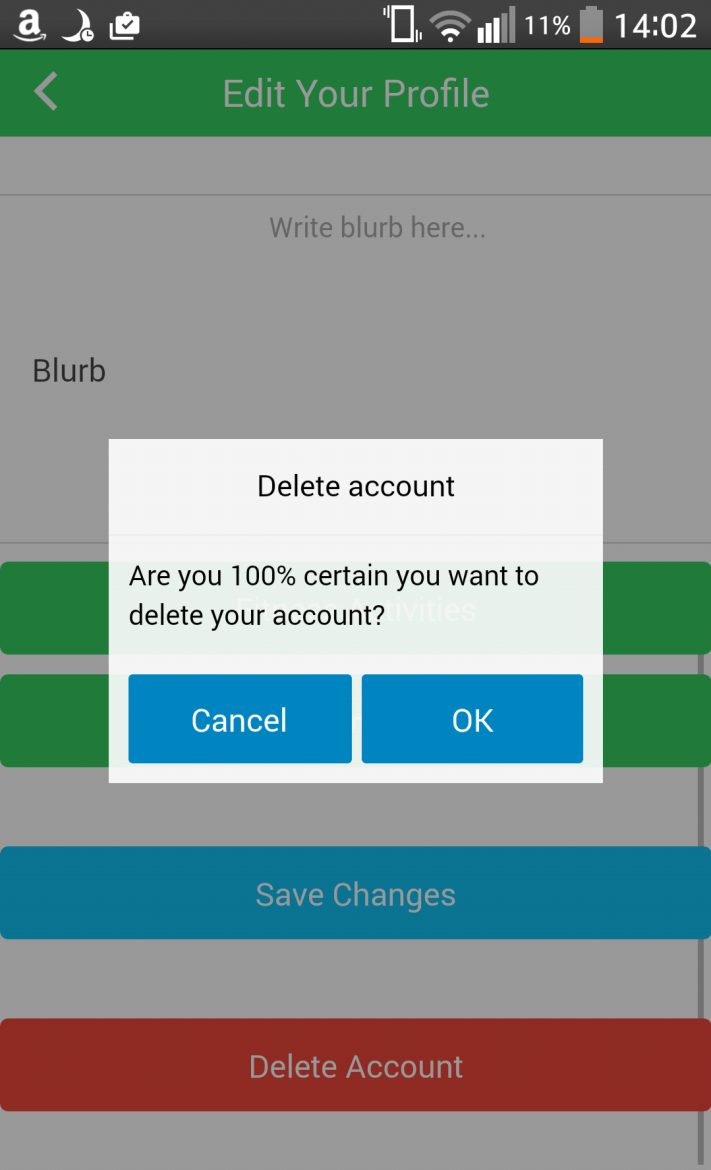 11% 14:02
Edit Your Profile
Write blurb here...
Blurb
Delete account
Are you 100% certain you want to
delete your account?
Cancel OK
Save Changes
Delete Account